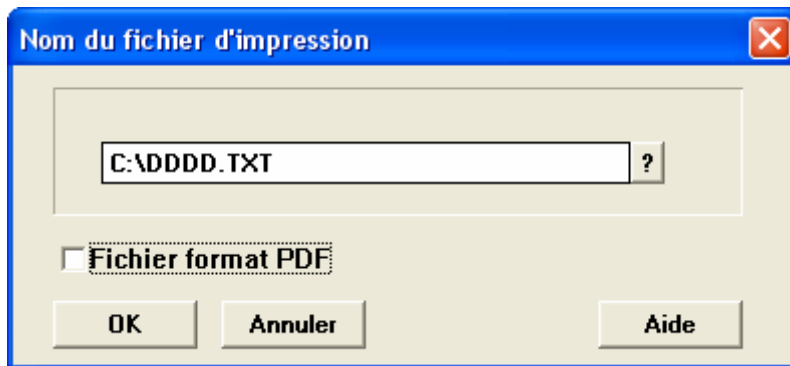 Nom du fichier d'impression
C:\DDDD.TXT ?
Fichier format PDF
OK Annuler Aide